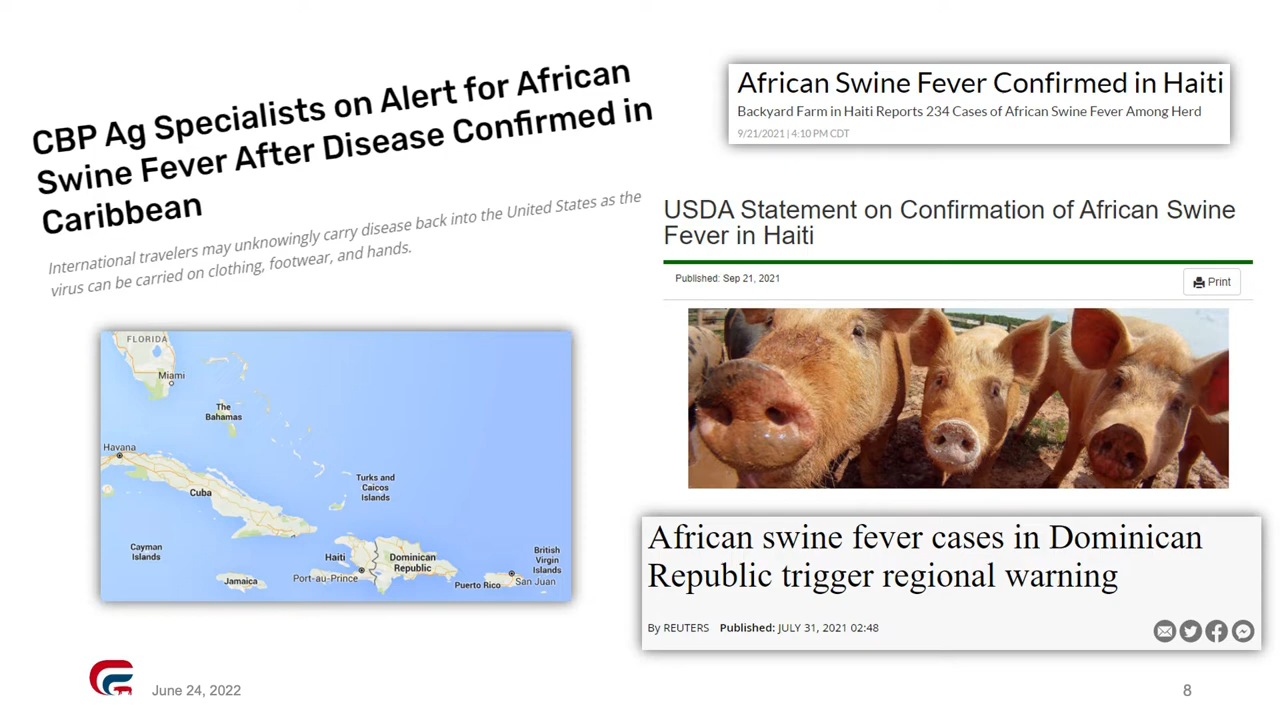 CBP Ag Specialists on Alert for African
Swine Fever After Disease Confirmed in
Caribbean
International travelers may unknowingly carry disease back into the United States as the
virus can be carried on clothing, footwear, and hands.
African Swine Fever Confirmed in Haiti
Backyard Farm in Haiti Reports 234 Cases of African Swine Fever Among Herd
9/21/2021 | 4:10 PM CDT
USDA Statement on Confirmation of African Swine
Fever in Haiti
Published: Sep 21, 2021
Print
FLORIDA
Miami
The
Bahamas
Havana
Cuba
Turks and
Caicos
Islands
Cayman
Islands
Jamaica
Haiti
Port-au-Prince
Dominican
Republic
Puerto Rico
San Juan
British
Virgin
Islands
African swine fever cases in Dominican
Republic trigger regional warning
By REUTERS Published: JULY 31, 2021 02:48
June 24, 2022
8